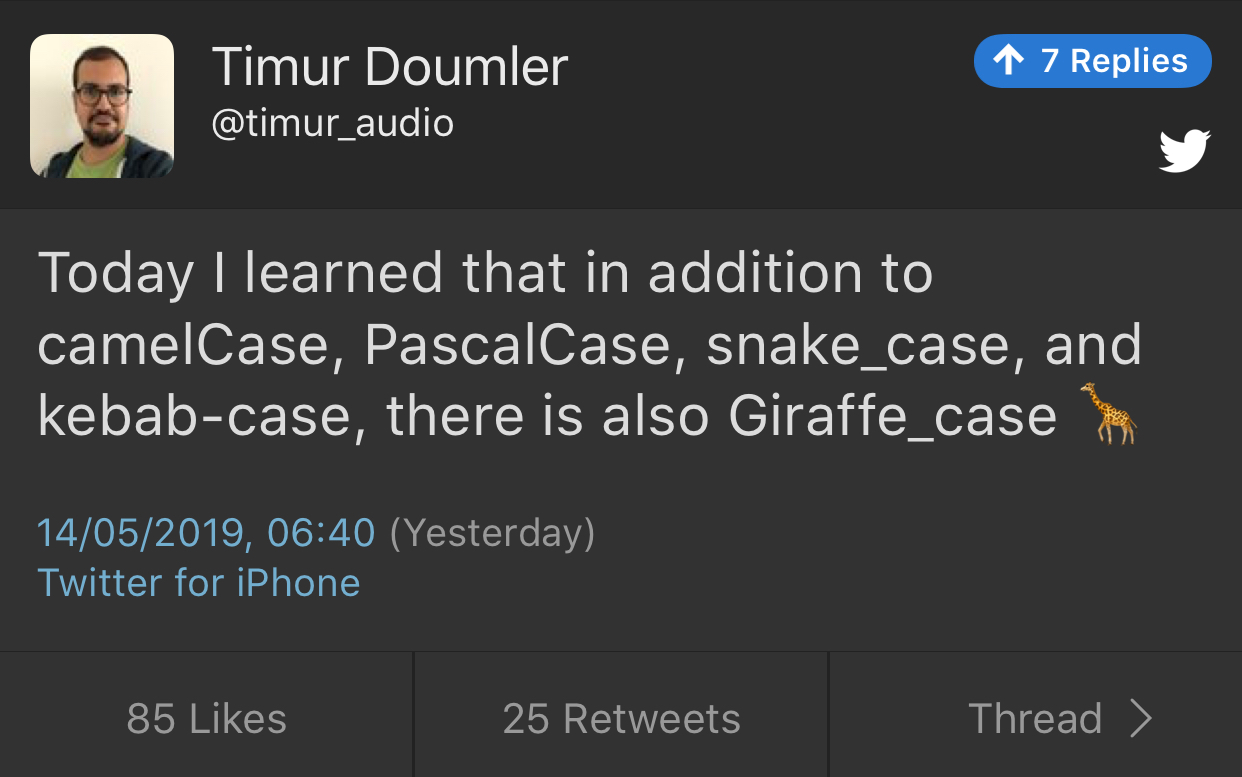 Timur Doumler
@timur_audio
7 Replies
Today I learned that in addition to
camelCase, PascalCase, snake_case, and
kebab-case, there is also Giraffe_case 🦒
14/05/2019, 06:40 (Yesterday)
Twitter for iPhone
85 Likes
25 Retweets
Thread